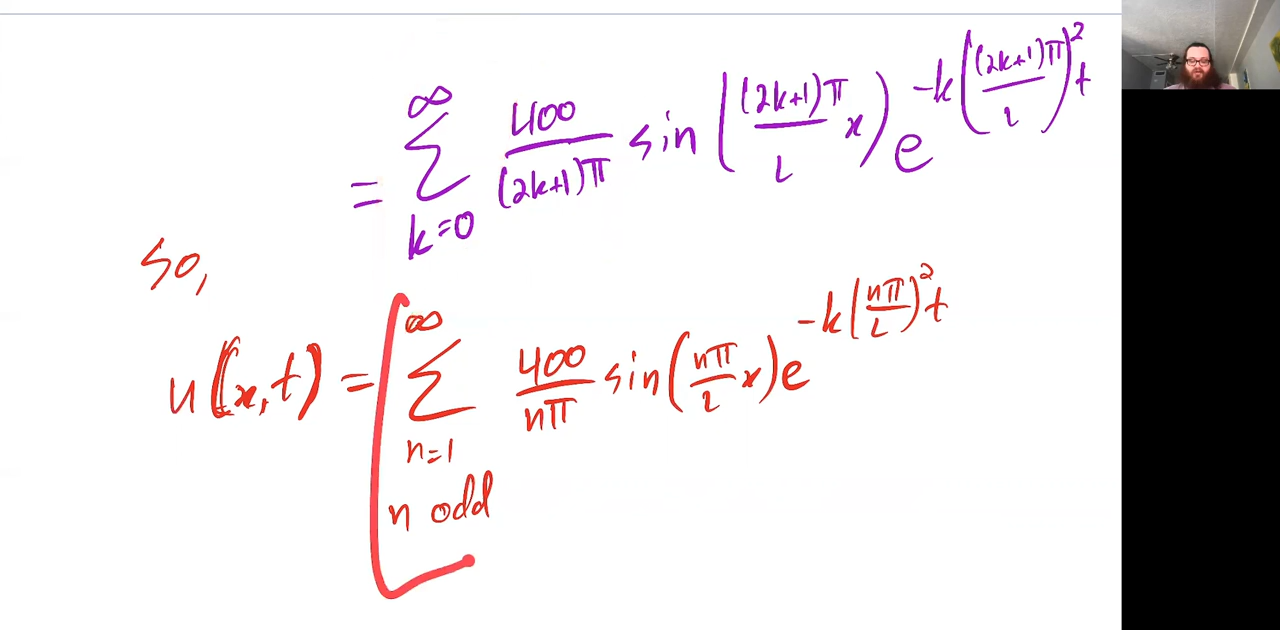 = ∑_{k=0}^{∞} 400/((2k+1)π) sin((2k+1)π/L x) e^{-k((2k+1)π/L)^2 t}
so,
u(x,t) = ∑_{n=1, n odd}^{∞} 400/(nπ) sin(nπ/L x) e^{-k(nπ/L)^2 t}